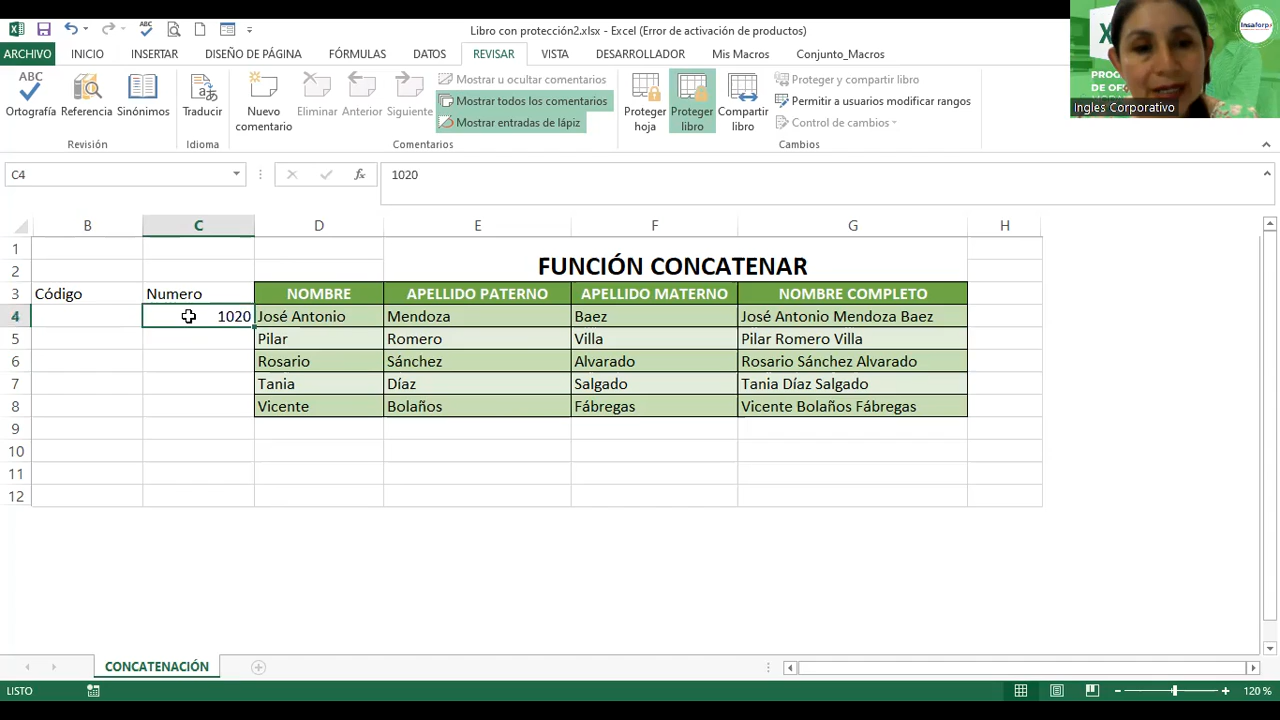 Libro con protección2.xlsx - Excel (Error de activación de productos)
ARCHIVO INICIO INSERTAR DISEÑO DE PÁGINA FÓRMULAS DATOS REVISAR VISTA DESARROLLADOR Mis Macros Conjunto_Macros
ABC
Ortografía Referencia Sinónimos
Revisión
Traducir
Idioma
Nuevo comentario
Eliminar Anterior Siguiente
Mostrar u ocultar comentarios
Mostrar todos los comentarios
Mostrar entradas de lápiz
Comentarios
Proteger hoja
Proteger libro
Compartir libro
Proteger y compartir libro
Permitir a usuarios modificar rangos
Control de cambios
Cambios
Insaforp
Ingles Corporativo
C4 fx 1020
B C D E F G H
1
2 FUNCIÓN CONCATENAR
3 Código Numero NOMBRE APELLIDO PATERNO APELLIDO MATERNO NOMBRE COMPLETO
4 1020 José Antonio Mendoza Baez José Antonio Mendoza Baez
5 Pilar Romero Villa Pilar Romero Villa
6 Rosario Sánchez Alvarado Rosario Sánchez Alvarado
7 Tania Díaz Salgado Tania Díaz Salgado
8 Vicente Bolaños Fábregas Vicente Bolaños Fábregas
9
10
11
12
CONCATENACIÓN
LISTO 120 %